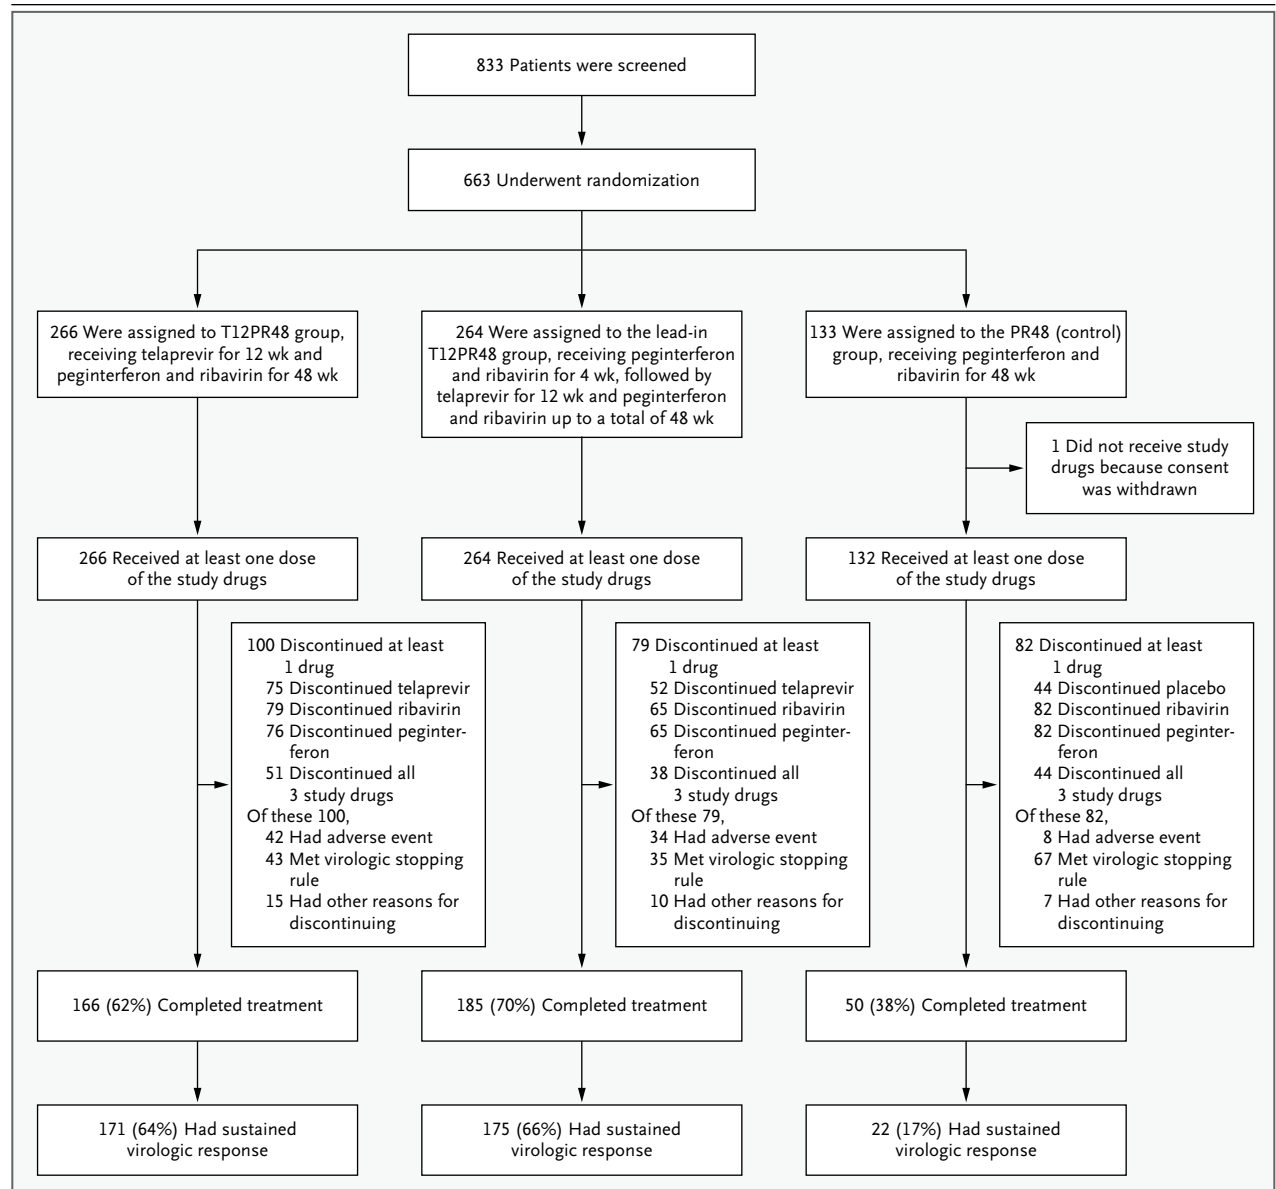 833 Patients were screened
663 Underwent randomization
266 Were assigned to T12PR48 group,
receiving telaprevir for 12 wk and
peginterferon and ribavirin for 48 wk
264 Were assigned to the lead-in
T12PR48 group, receiving peginterferon
and ribavirin for 4 wk, followed by
telaprevir for 12 wk and peginterferon
and ribavirin up to a total of 48 wk
133 Were assigned to the PR48 (control)
group, receiving peginterferon and
ribavirin for 48 wk
1 Did not receive study
drugs because consent
was withdrawn
266 Received at least one dose
of the study drugs
264 Received at least one dose
of the study drugs
132 Received at least one dose
of the study drugs
100 Discontinued at least
1 drug
75 Discontinued telaprevir
79 Discontinued ribavirin
76 Discontinued peginter-
feron
51 Discontinued all
3 study drugs
Of these 100,
42 Had adverse event
43 Met virologic stopping
rule
15 Had other reasons for
discontinuing
79 Discontinued at least
1 drug
52 Discontinued telaprevir
65 Discontinued ribavirin
65 Discontinued peginter-
feron
38 Discontinued all
3 study drugs
Of these 79,
34 Had adverse event
35 Met virologic stopping
rule
10 Had other reasons for
discontinuing
82 Discontinued at least
1 drug
44 Discontinued placebo
82 Discontinued ribavirin
82 Discontinued peginter-
feron
44 Discontinued all
3 study drugs
Of these 82,
8 Had adverse event
67 Met virologic stopping
rule
7 Had other reasons for
discontinuing
166 (62%) Completed treatment
185 (70%) Completed treatment
50 (38%) Completed treatment
171 (64%) Had sustained
virologic response
175 (66%) Had sustained
virologic response
22 (17%) Had sustained
virologic response